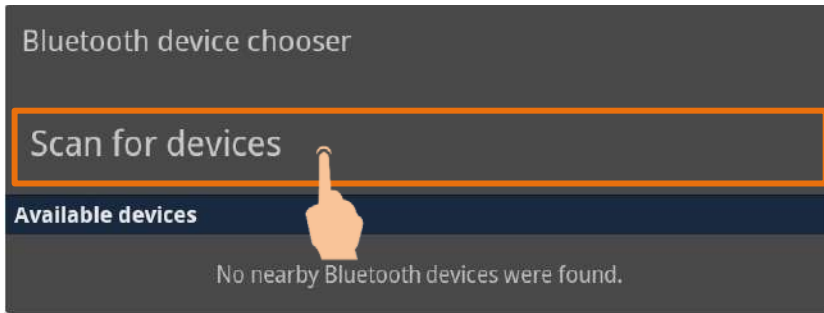 Bluetooth device chooser
Scan for devices
Available devices
No nearby Bluetooth devices were found.